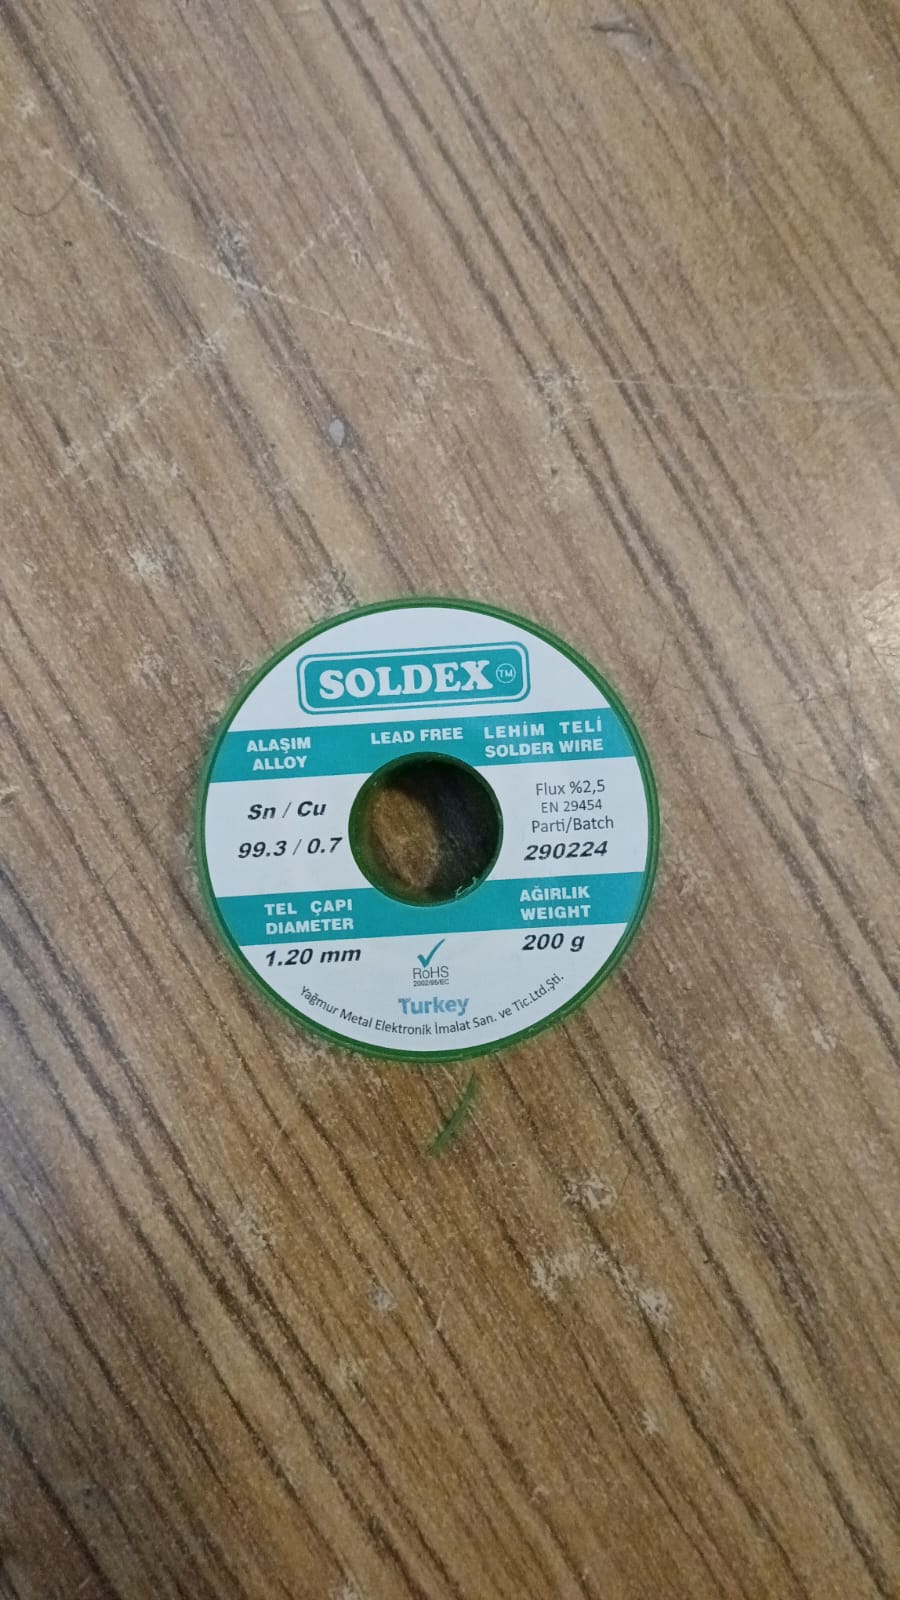 SOLDEX TM
ALAŞIM
ALLOY
LEAD FREE
LEHİM TELİ
SOLDER WIRE
Sn / Cu
99.3 / 0.7
Flux %2,5
EN 29454
Parti/Batch
290224
TEL ÇAPI
DIAMETER
1.20 mm
AĞIRLIK
WEIGHT
200 g
RoHS
2002/95/EC
Turkey
Yağmur Metal Elektronik İmalat San. ve Tic.Ltd.Şti.